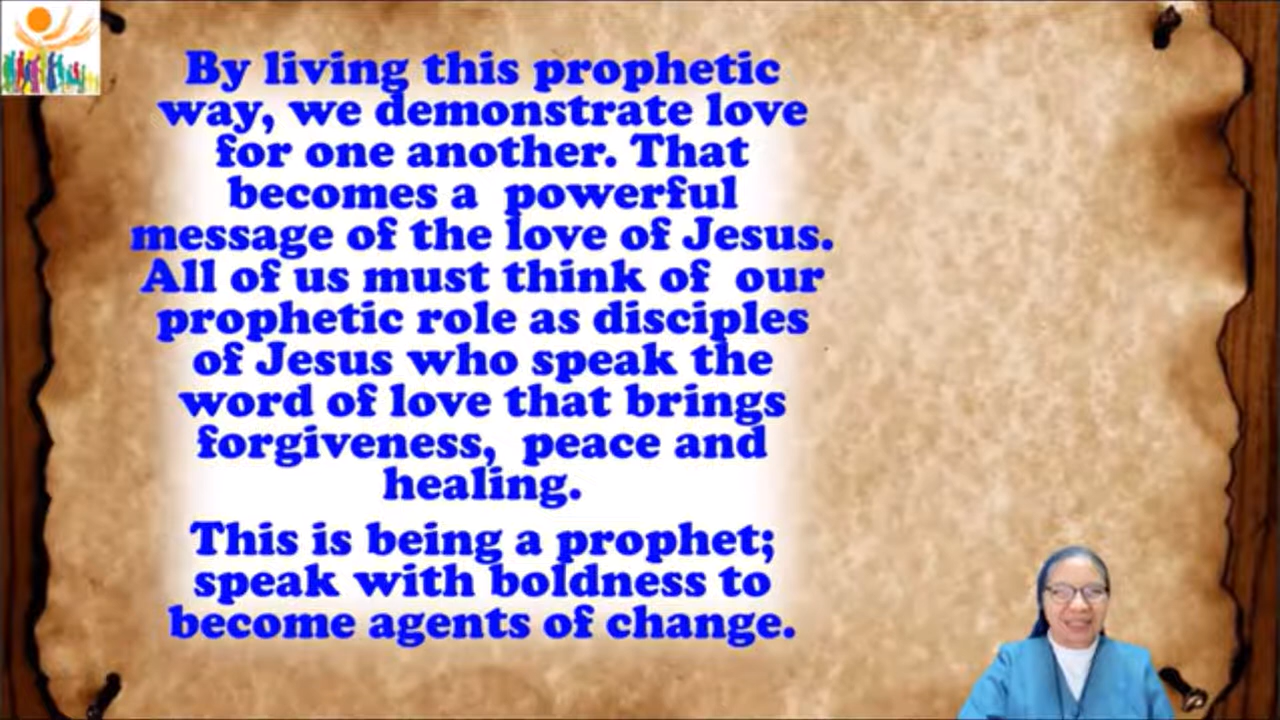 By living this prophetic
way, we demonstrate love
for one another. That
becomes a powerful
message of the love of Jesus.
All of us must think of our
prophetic role as disciples
of Jesus who speak the
word of love that brings
forgiveness, peace and
healing.
This is being a prophet;
speak with boldness to
become agents of change.